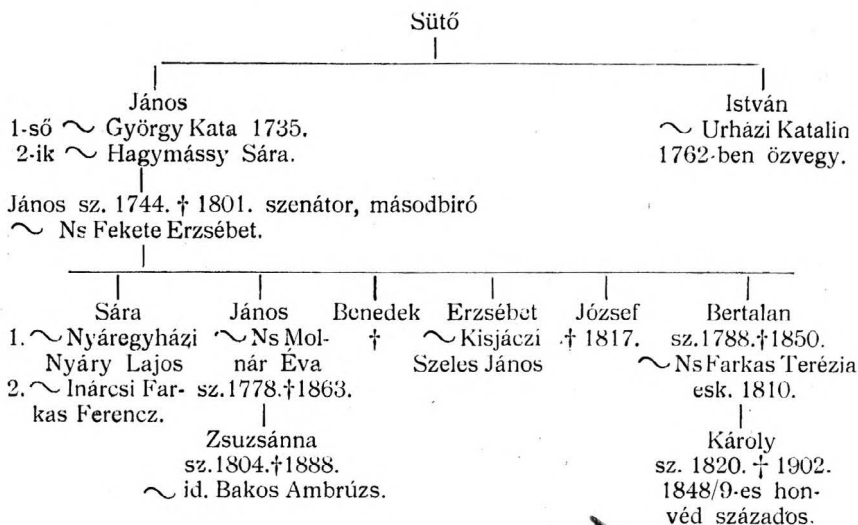 Sütő
János
István
1-ső ～ György Kata 1735.
～ Urházi Katalin
2-ik ～ Hagymássy Sára.
1762-ben özvegy.
János sz. 1744. † 1801. szenátor, másodbiró
～ Ns Fekete Erzsébet.
Sára
1. ～ Nyáregyházi
Nyáry Lajos
2. ～ Inárcsi Far-
kas Ferencz.
János
～ Ns Mol-
nár Éva
sz. 1778. † 1863.
Benedek
†
Erzsébet
～ Kisjáczi
Szeles János
József
† 1817.
Bertalan
sz. 1788. † 1850.
～ Ns Farkas Terézia
esk. 1810.
Zsuzsánna
sz. 1804. † 1888.
～ id. Bakos Ambrúzs.
Károly
sz. 1820. † 1902.
1848/9-es hon-
véd százados.